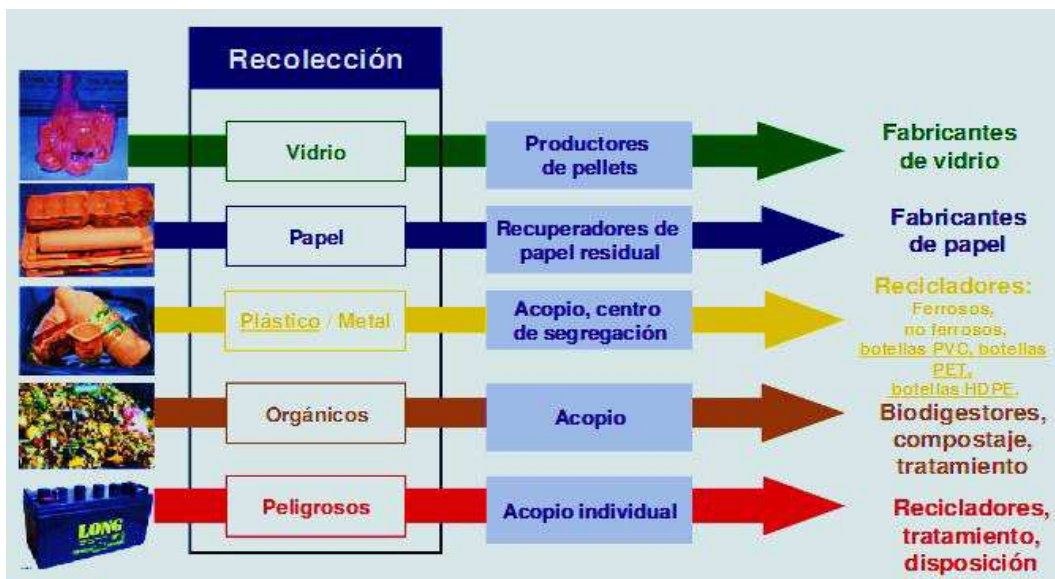 Recolección
Vidrio
Productores
de pellets
Fabricantes
de vidrio
Papel
Recuperadores de
papel residual
Fabricantes
de papel
Plástico / Metal
Acopio, centro
de segregación
Recicladores:
Ferrosos,
no ferrosos,
botellas PVC, botellas
PET,
botellas HDPE,
Orgánicos
Acopio
Biodigestores,
compostaje,
tratamiento
LONG
Peligrosos
Acopio individual
Recicladores,
tratamiento,
disposición